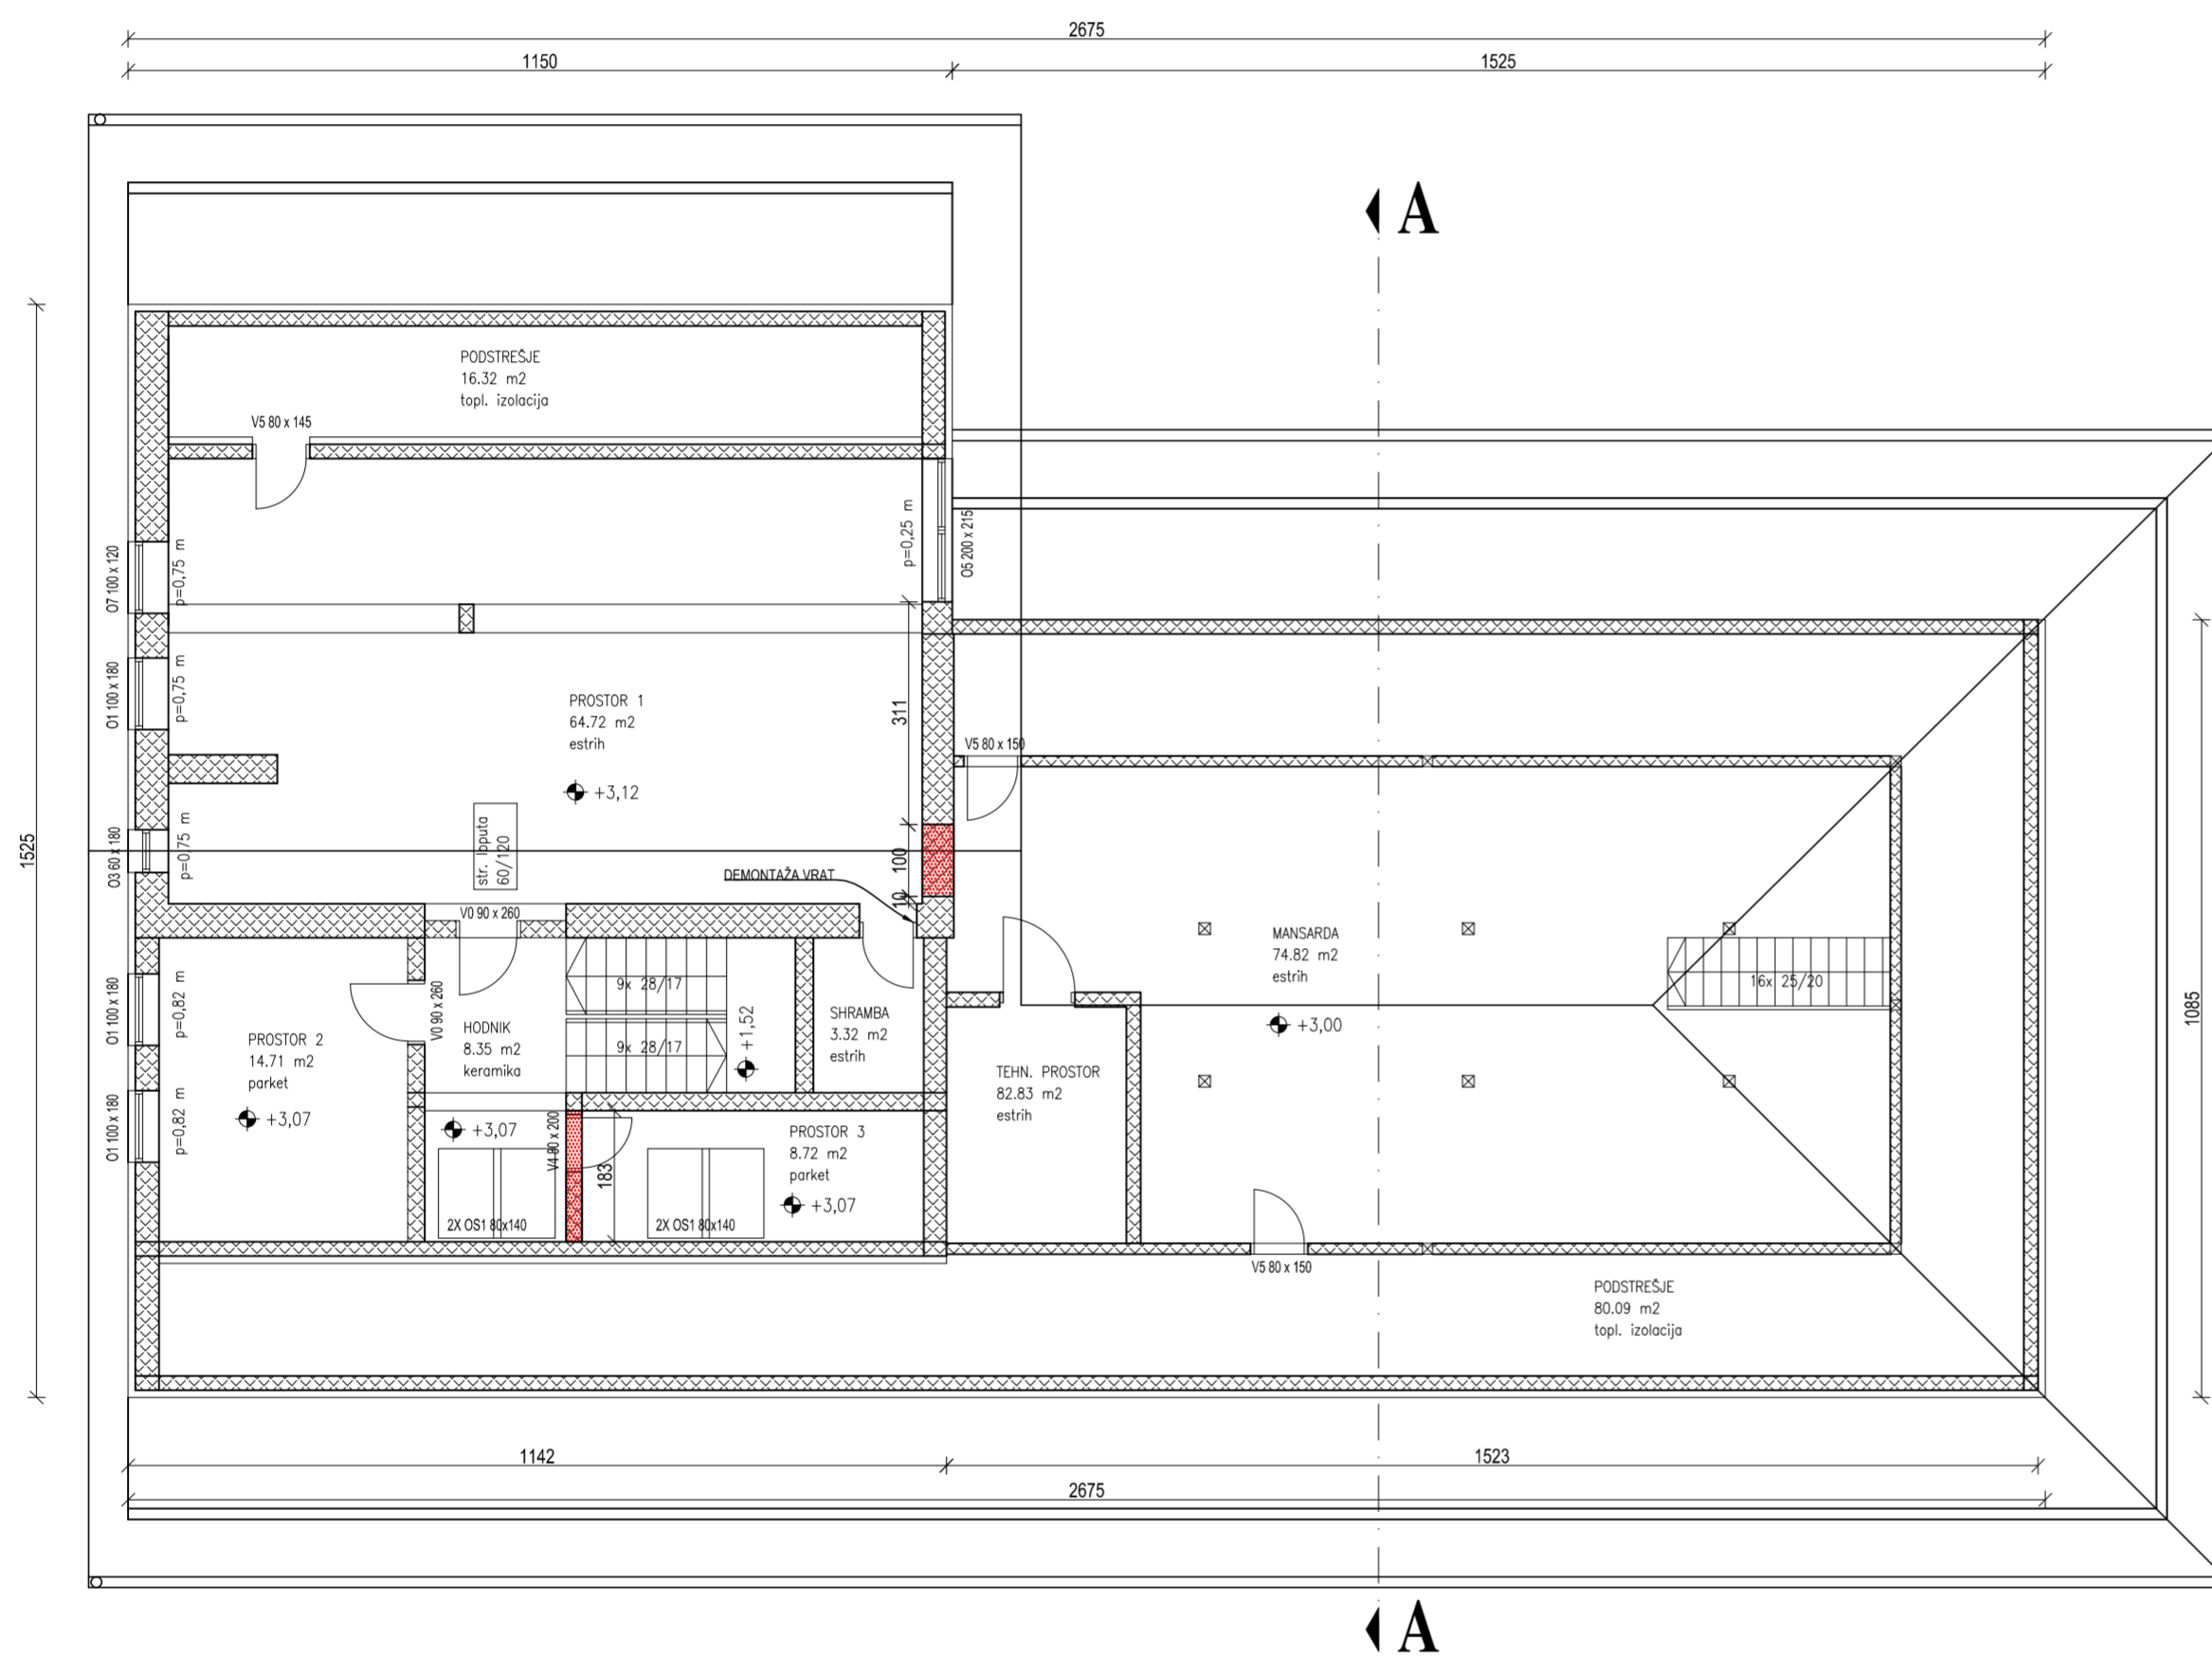 2675
1150
1525
A
PODSTREŠJE
16.32 m2
topl. izolacija
V5 80 x 145
O7 100 x 120
p=0,75 m
p=0,25 m
O5 200 x 215
O1 100 x 180
p=0,75 m
PROSTOR 1
64.72 m2
estrih
+3,12
311
V5 80 x 150
1525
O3 60 x 180
p=0,75 m
str. loputa
60/120
DEMONTAŽA VRAT
100
10
V0 90 x 260
MANSARDA
74.82 m2
estrih
+3,00
16x 25/20
1085
O1 100 x 180
p=0,82 m
V0 90 x 260
PROSTOR 2
14.71 m2
parket
+3,07
HODNIK
8.35 m2
keramika
9x 28/17
9x 28/17
+1,52
SHRAMBA
3.32 m2
estrih
TEHN. PROSTOR
82.83 m2
estrih
O1 100 x 180
p=0,82 m
+3,07
V4 80 x 200
183
PROSTOR 3
8.72 m2
parket
+3,07
2X OS1 80x140
2X OS1 80x140
V5 80 x 150
PODSTREŠJE
80.09 m2
topl. izolacija
1142
1523
2675
A